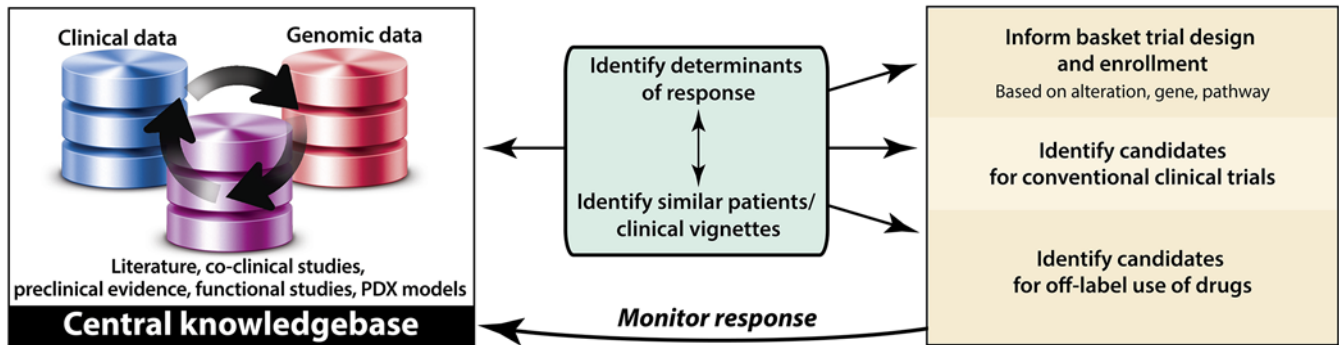 Clinical data
Genomic data
Literature, co-clinical studies,
preclinical evidence, functional studies, PDX models
Central knowledgebase
Identify determinants
of response
Identify similar patients/
clinical vignettes
Monitor response
Inform basket trial design
and enrollment
Based on alteration, gene, pathway
Identify candidates
for conventional clinical trials
Identify candidates
for off-label use of drugs